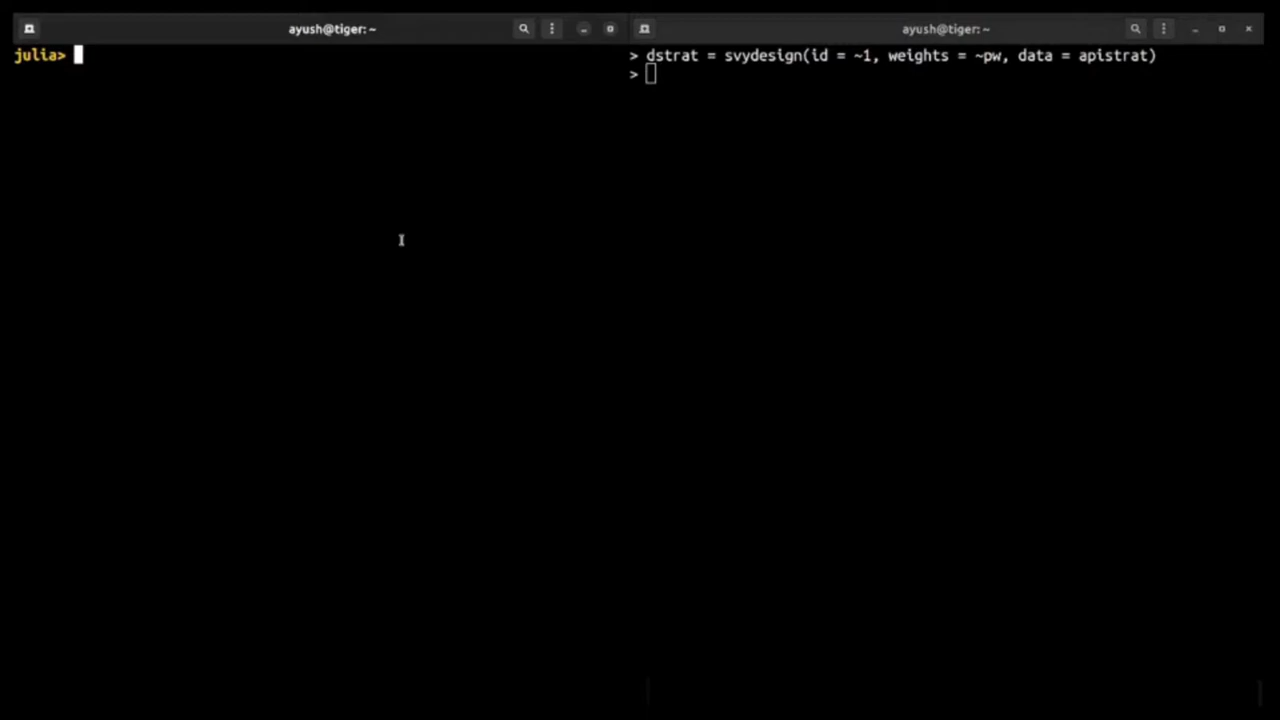 ayush@tiger: ~
julia>
ayush@tiger: ~
> dstrat = svydesign(id = ~1, weights = ~pw, data = apistrat)
>